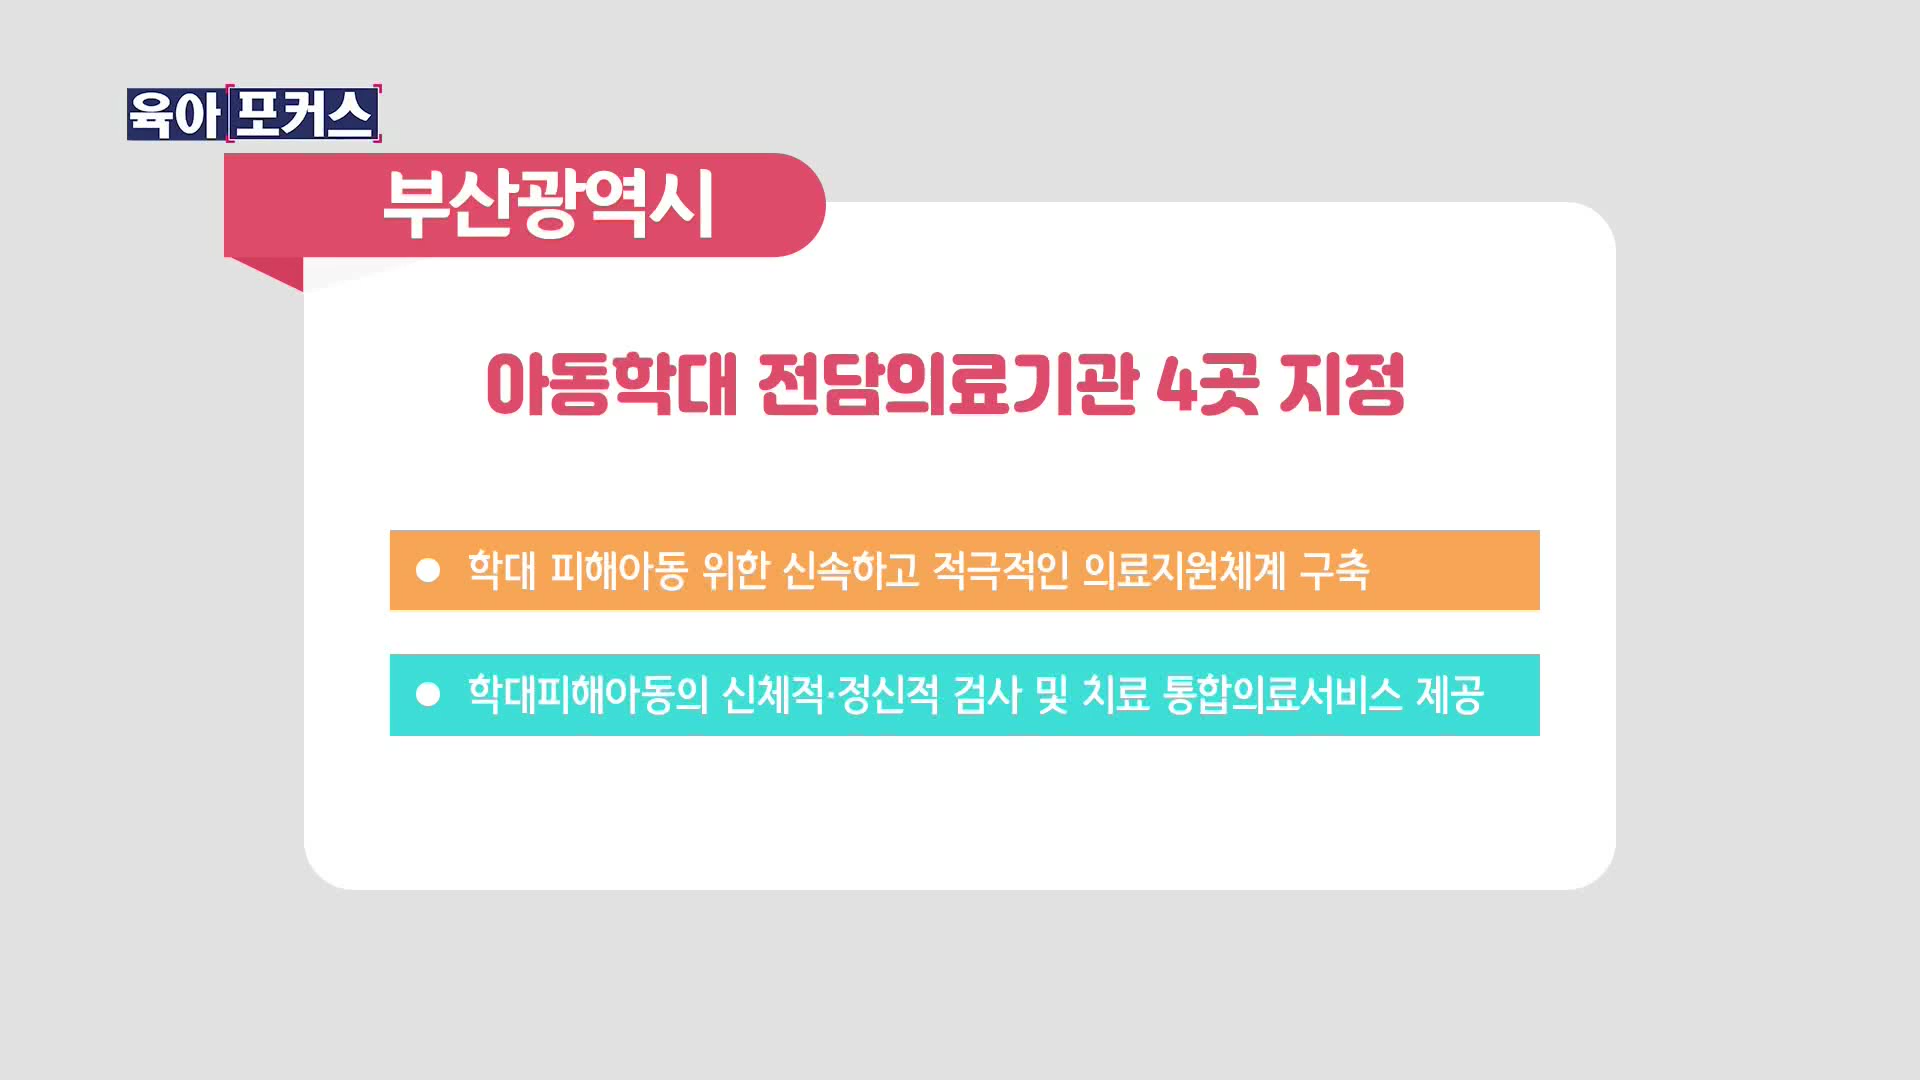 육아포커스
부산광역시
아동학대 전담의료기관 4곳 지정
● 학대 피해아동 위한 신속하고 적극적인 의료지원체계 구축
● 학대피해아동의 신체적·정신적 검사 및 치료 통합의료서비스 제공